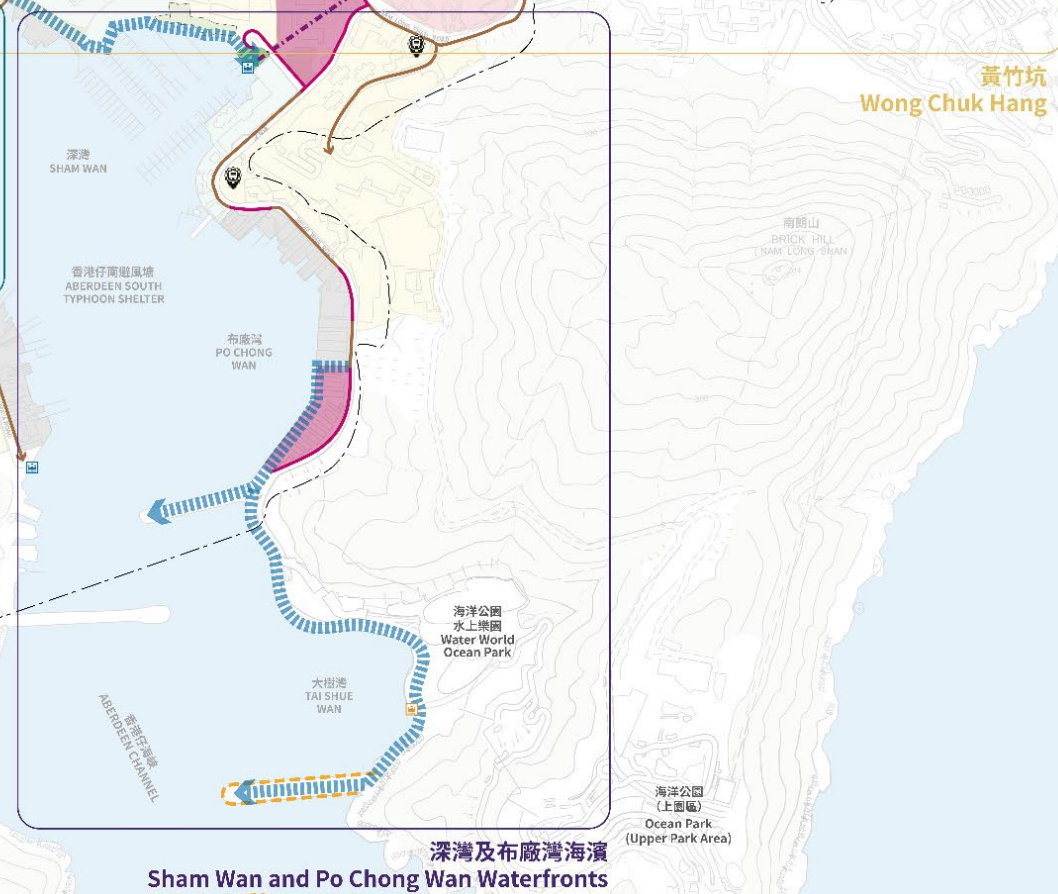 黃竹坑
Wong Chuk Hang
深灣
SHAM WAN
南朗山
BRICK HILL
(NAM LONG SHAN)
香港仔南避風塘
ABERDEEN SOUTH
TYPHOON SHELTER
布廠灣
PO CHONG
WAN
海洋公園
水上樂園
Water World
Ocean Park
大樹灣
TAI SHUE
WAN
香港仔海峽
ABERDEEN CHANNEL
海洋公園
(上園區)
Ocean Park
(Upper Park Area)
深灣及布廠灣海濱
Sham Wan and Po Chong Wan Waterfronts